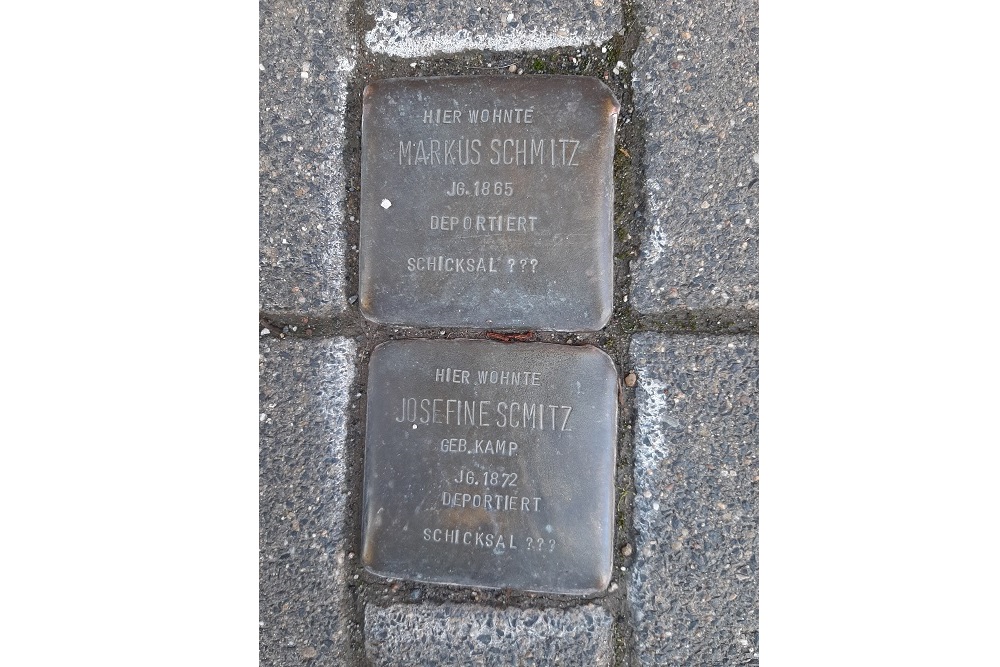 HIER WOHNTE
MARKUS SCHMITZ
JG. 1865
DEPORTIERT
SCHICKSAL ???
HIER WOHNTE
JOSEFINE SCMITZ
GEB. KAMP
JG. 1872
DEPORTIERT
SCHICKSAL ???